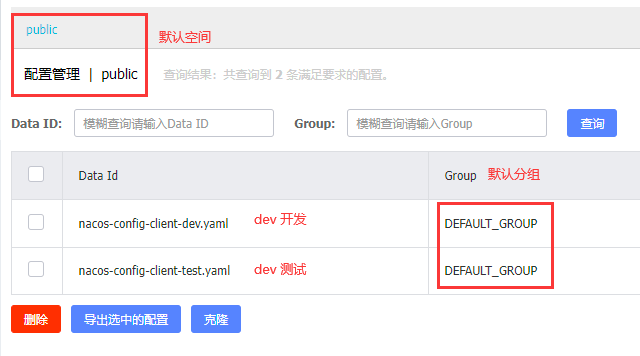 public
默认空间
配置管理 | public 查询结果：共查询到 2 条满足要求的配置。
Data ID: 模糊查询请输入Data ID Group: 模糊查询请输入Group 查询
Data Id Group 默认分组
nacos-config-client-dev.yaml dev 开发 DEFAULT_GROUP
nacos-config-client-test.yaml dev 测试 DEFAULT_GROUP
删除 导出选中的配置 克隆